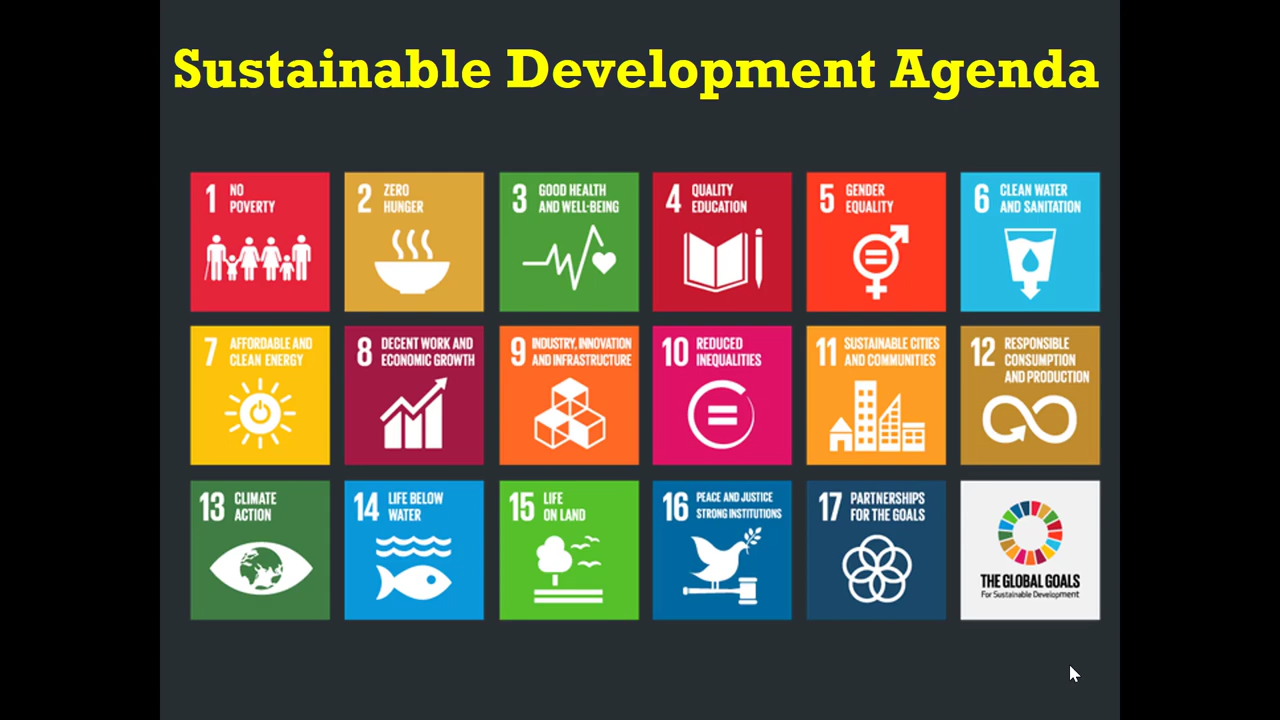 Sustainable Development Agenda
1 NO
POVERTY
2 ZERO
HUNGER
3 GOOD HEALTH
AND WELL-BEING
4 QUALITY
EDUCATION
5 GENDER
EQUALITY
6 CLEAN WATER
AND SANITATION
7 AFFORDABLE AND
CLEAN ENERGY
8 DECENT WORK AND
ECONOMIC GROWTH
9 INDUSTRY, INNOVATION
AND INFRASTRUCTURE
10 REDUCED
INEQUALITIES
11 SUSTAINABLE CITIES
AND COMMUNITIES
12 RESPONSIBLE
CONSUMPTION
AND PRODUCTION
13 CLIMATE
ACTION
14 LIFE BELOW
WATER
15 LIFE
ON LAND
16 PEACE AND JUSTICE
STRONG INSTITUTIONS
17 PARTNERSHIPS
FOR THE GOALS
THE GLOBAL GOALS
For Sustainable Development